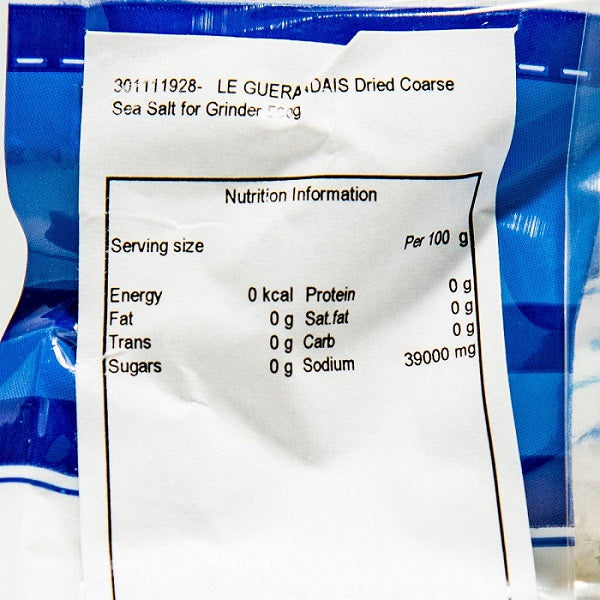 301111928- LE GUERANDAIS Dried Coarse
Sea Salt for Grinder
Nutrition Information
Serving size Per 100 g
Energy 0 kcal Protein 0 g
Fat 0 g Sat.fat 0 g
Trans 0 g Carb 0 g
Sugars 0 g Sodium 39000 mg